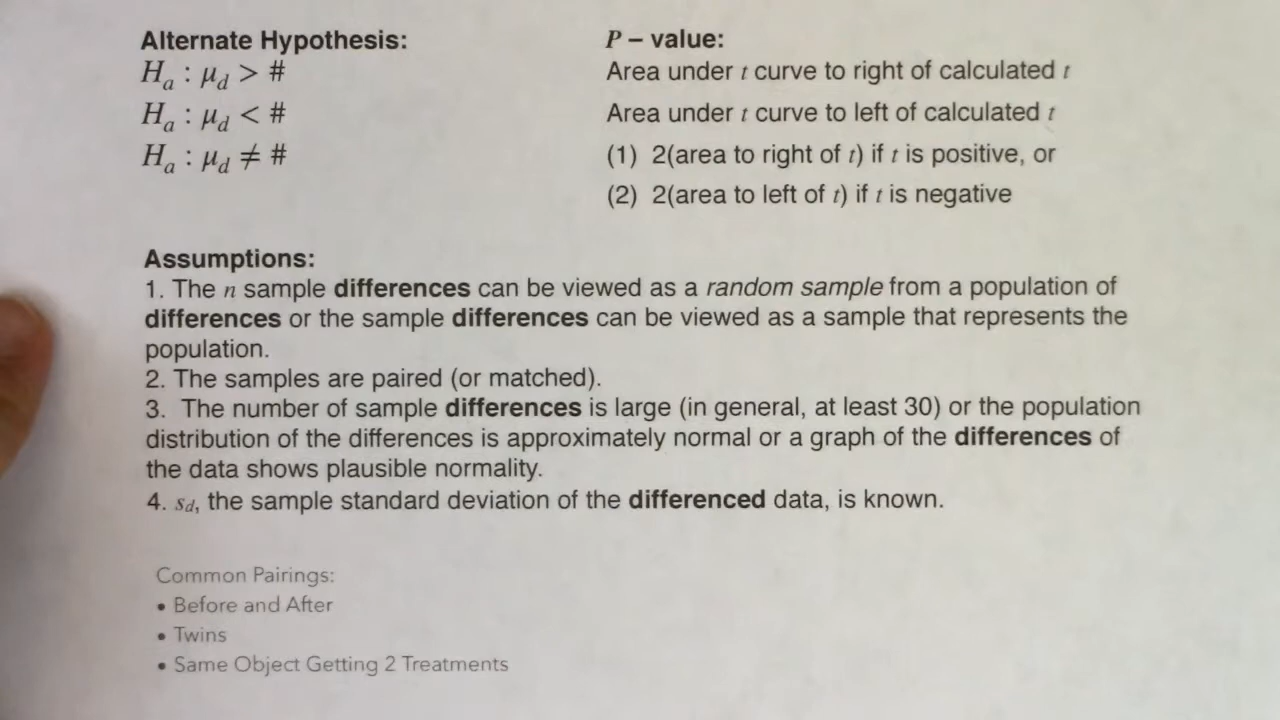 Alternate Hypothesis:
P – value:
Hₐ : μ_d > #
Area under t curve to right of calculated t
Hₐ : μ_d < #
Area under t curve to left of calculated t
Hₐ : μ_d ≠ #
(1) 2(area to right of t) if t is positive, or
(2) 2(area to left of t) if t is negative
Assumptions:
1. The n sample differences can be viewed as a random sample from a population of
differences or the sample differences can be viewed as a sample that represents the
population.
2. The samples are paired (or matched).
3. The number of sample differences is large (in general, at least 30) or the population
distribution of the differences is approximately normal or a graph of the differences of
the data shows plausible normality.
4. s_d, the sample standard deviation of the differenced data, is known.
Common Pairings:
• Before and After
• Twins
• Same Object Getting 2 Treatments